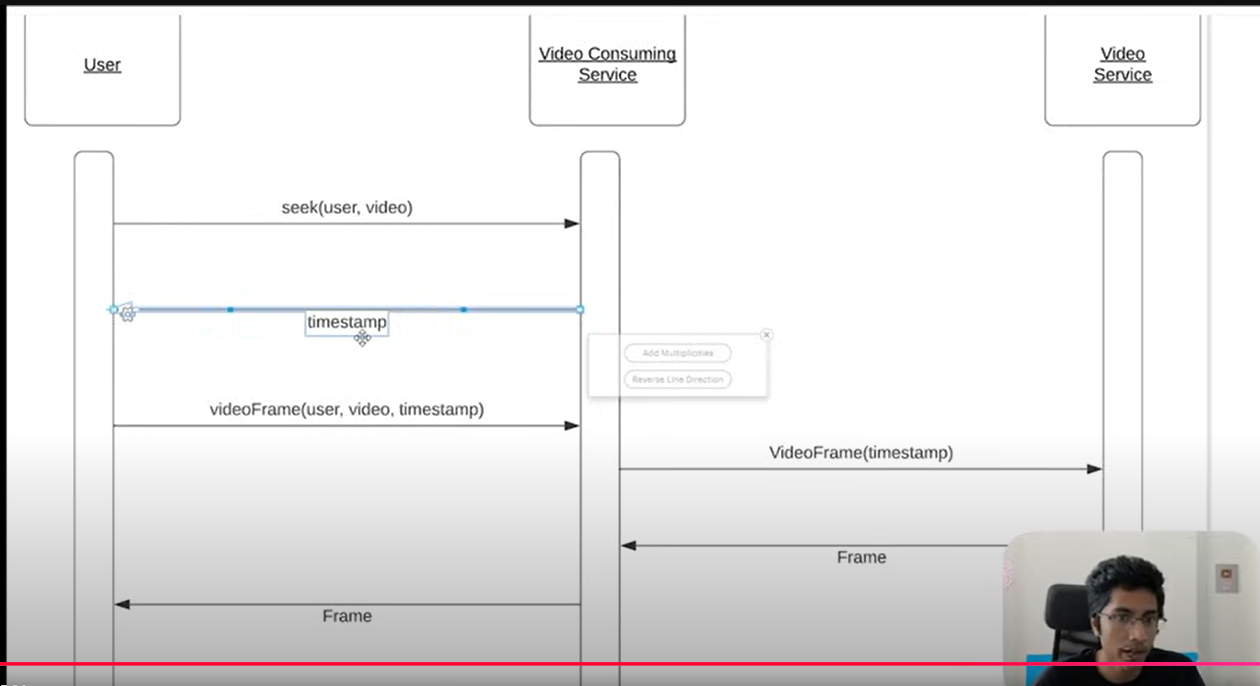 User
Video Consuming
Service
Video
Service
seek(user, video)
timestamp
Add Multiplicities
Reverse Line Direction
videoFrame(user, video, timestamp)
VideoFrame(timestamp)
Frame
Frame